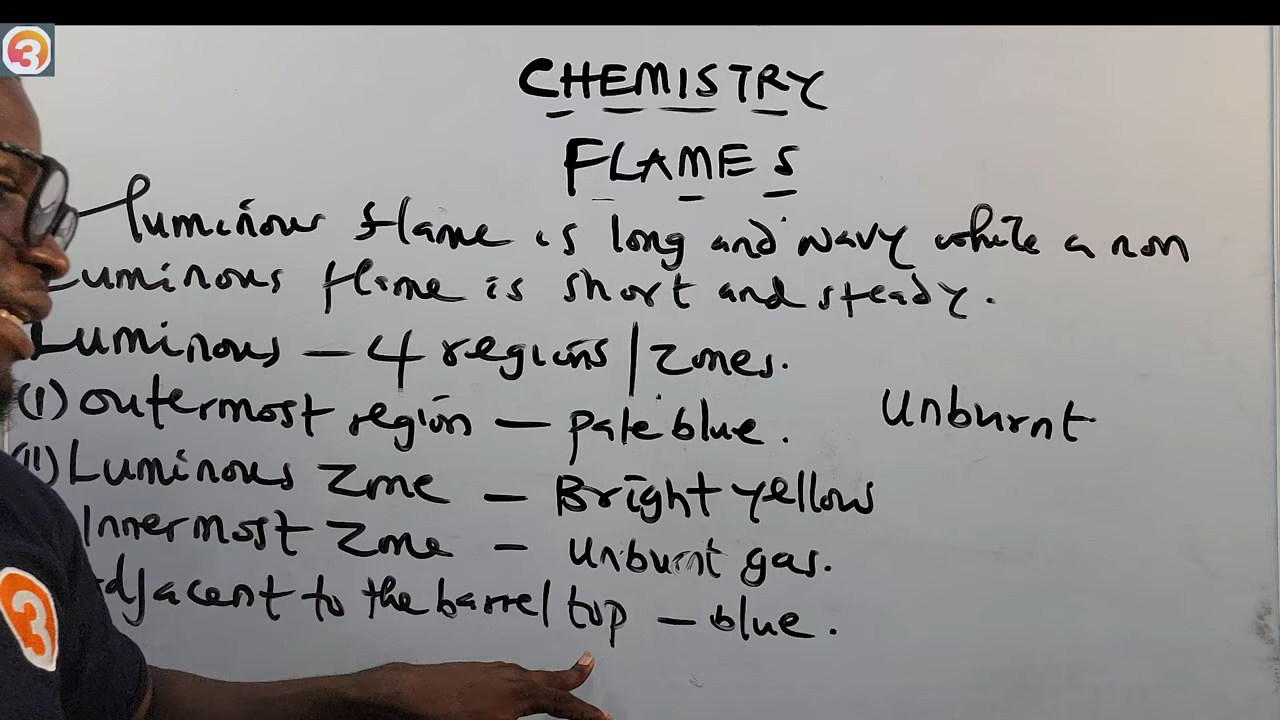 3
CHEMISTRY
FLAMES
luminous flame is long and wavy while a non
Luminous flame is short and steady.
Luminous – 4 regions / zones.
(I) outermost region – pale blue.
Unburnt
(II) Luminous zone – Bright yellow
Innermost zone – unburnt gas.
adjacent to the barrel top – blue.
3